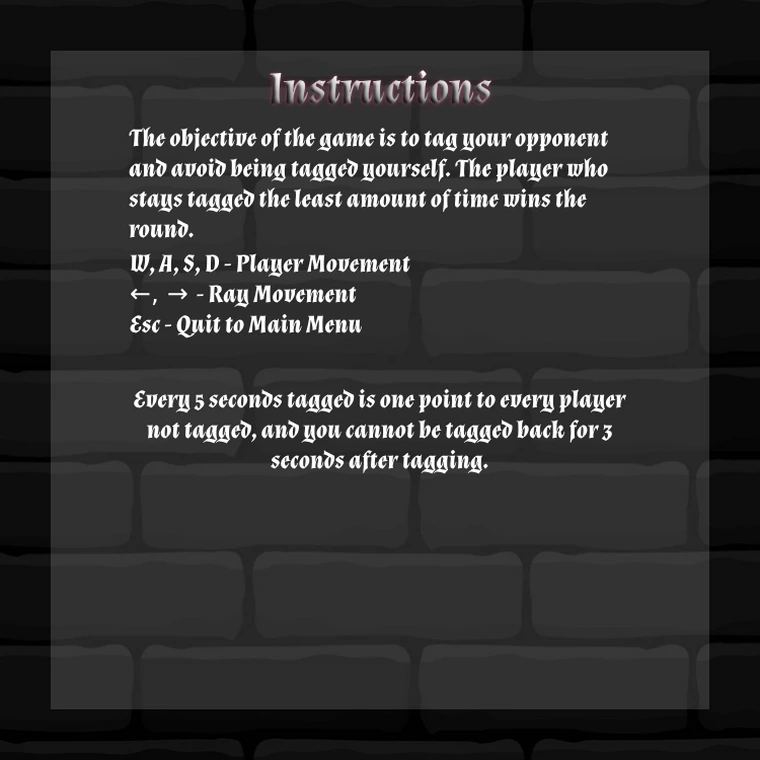 Instructions
The objective of the game is to tag your opponent
and avoid being tagged yourself. The player who
stays tagged the least amount of time wins the
round.
W, A, S, D - Player Movement
←, → - Ray Movement
Esc - Quit to Main Menu
Every 5 seconds tagged is one point to every player
not tagged, and you cannot be tagged back for 3
seconds after tagging.